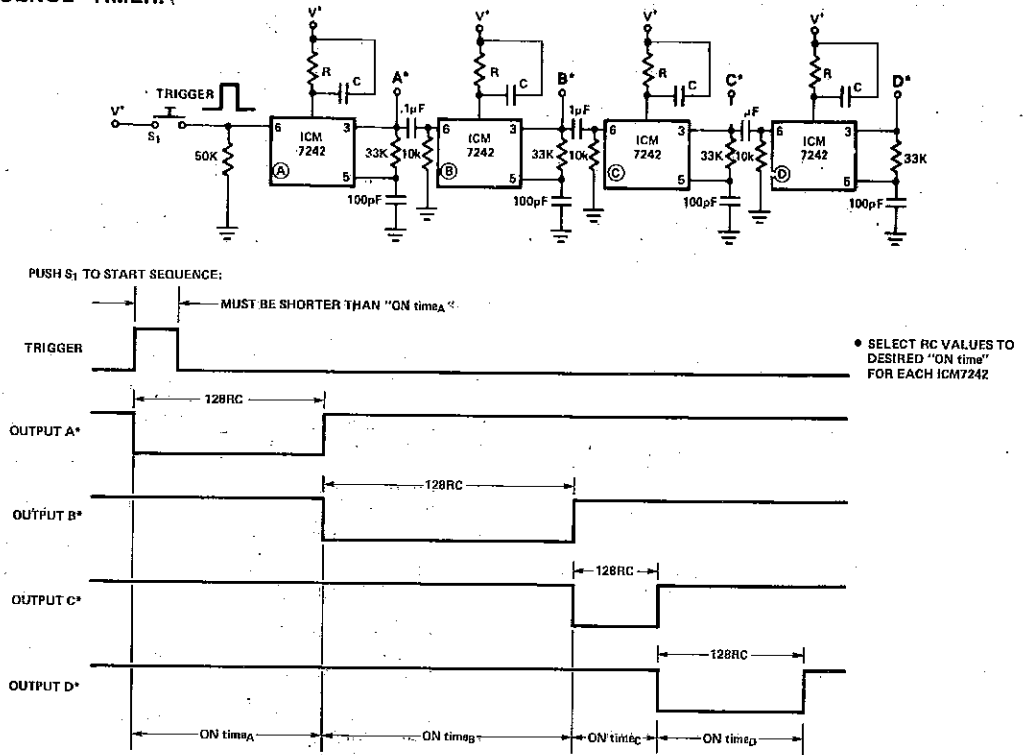 V+ V+ V+ V+
R C A* R C B* R C C* R C D*
TRIGGER
V+ S1 50K
6 ICM 7242 3 5 A
.1μF 33K 10k 100pF
6 ICM 7242 3 5 B
1μF 33K 10k 100pF
6 ICM 7242 3 5 C
μF 33K 10k 100pF
6 ICM 7242 3 6 D
33K 100pF
PUSH S1 TO START SEQUENCE:
MUST BE SHORTER THAN "ON timeA"
TRIGGER
• SELECT RC VALUES TO
DESIRED "ON time"
FOR EACH ICM7242
128RC
OUTPUT A*
128RC
OUTPUT B*
128RC
OUTPUT C*
128RC
OUTPUT D*
ON timeA ON timeB ON timeC ON timeD